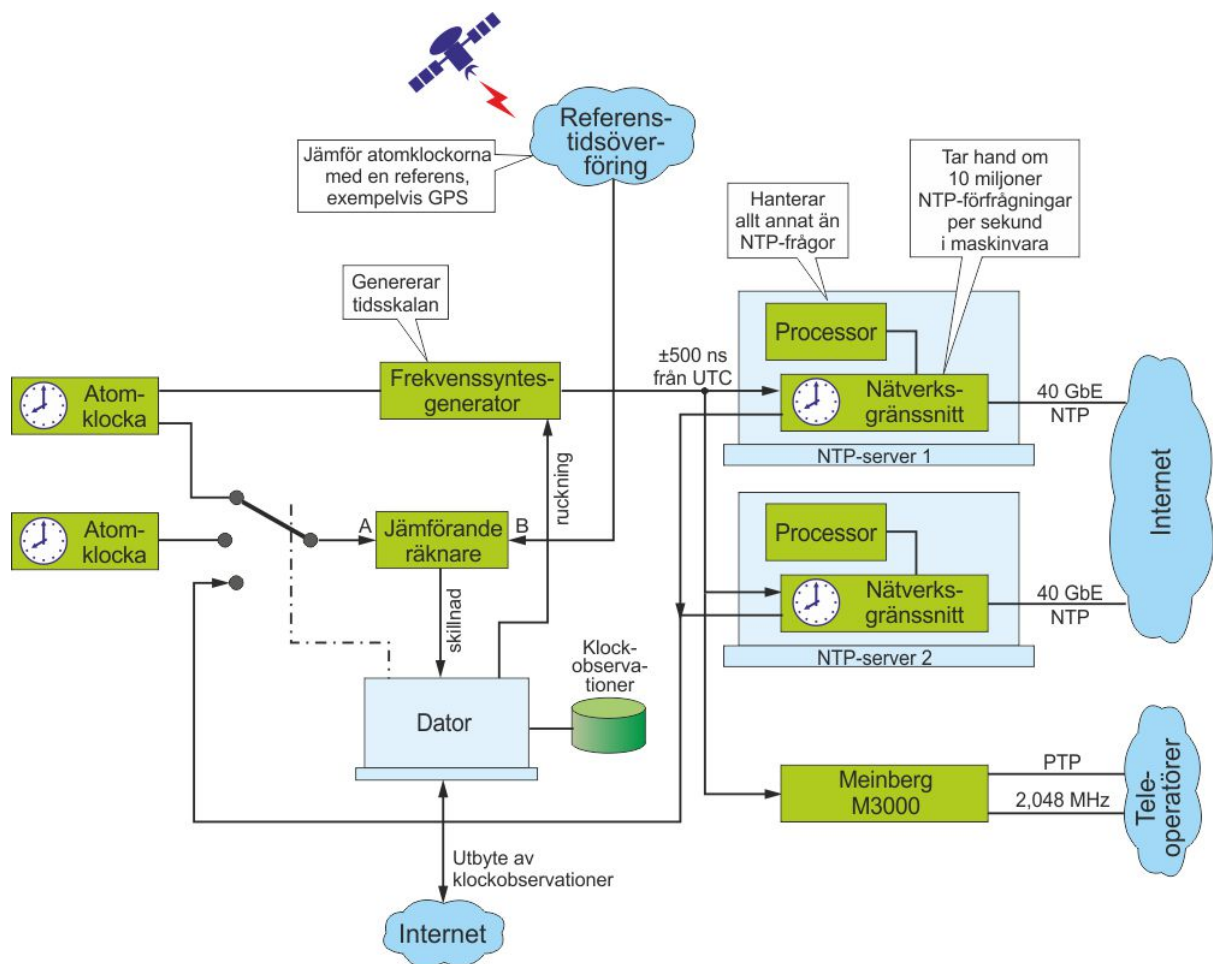 Referens-
tidsöver-
föring
Jämför atomklockorna
med en referens,
exempelvis GPS
Genererar
tidsskalan
Hanterar
allt annat än
NTP-frågor
Tar hand om
10 miljoner
NTP-förfrågningar
per sekund
i maskinvara
Atom-
klocka
Frekvenssyntes-
generator
±500 ns
från UTC
Processor
Nätverks-
gränssnitt
NTP-server 1
40 GbE
NTP
Internet
Atom-
klocka
A
Jämförande
räknare
B
ruckning
skillnad
Processor
Nätverks-
gränssnitt
NTP-server 2
40 GbE
NTP
Dator
Klock-
observa-
tioner
Meinberg
M3000
PTP
2,048 MHz
Tele-
operatörer
Utbyte av
klockobservationer
Internet